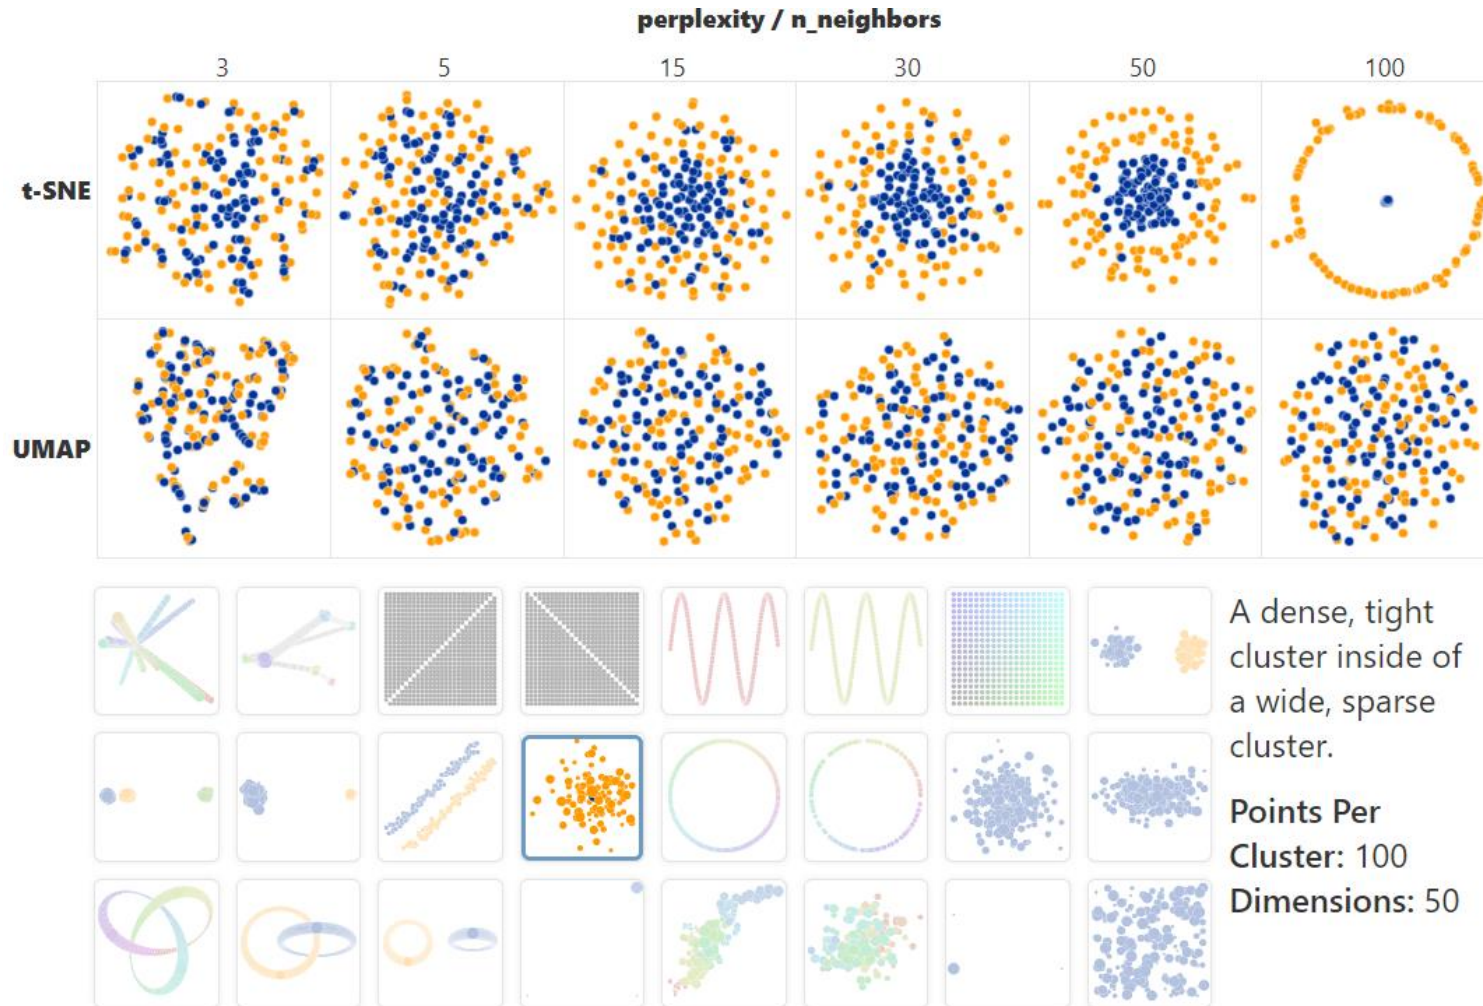 perplexity / n_neighbors
3 5 15 30 50 100
t-SNE
UMAP
A dense, tight
cluster inside of
a wide, sparse
cluster.
Points Per
Cluster: 100
Dimensions: 50